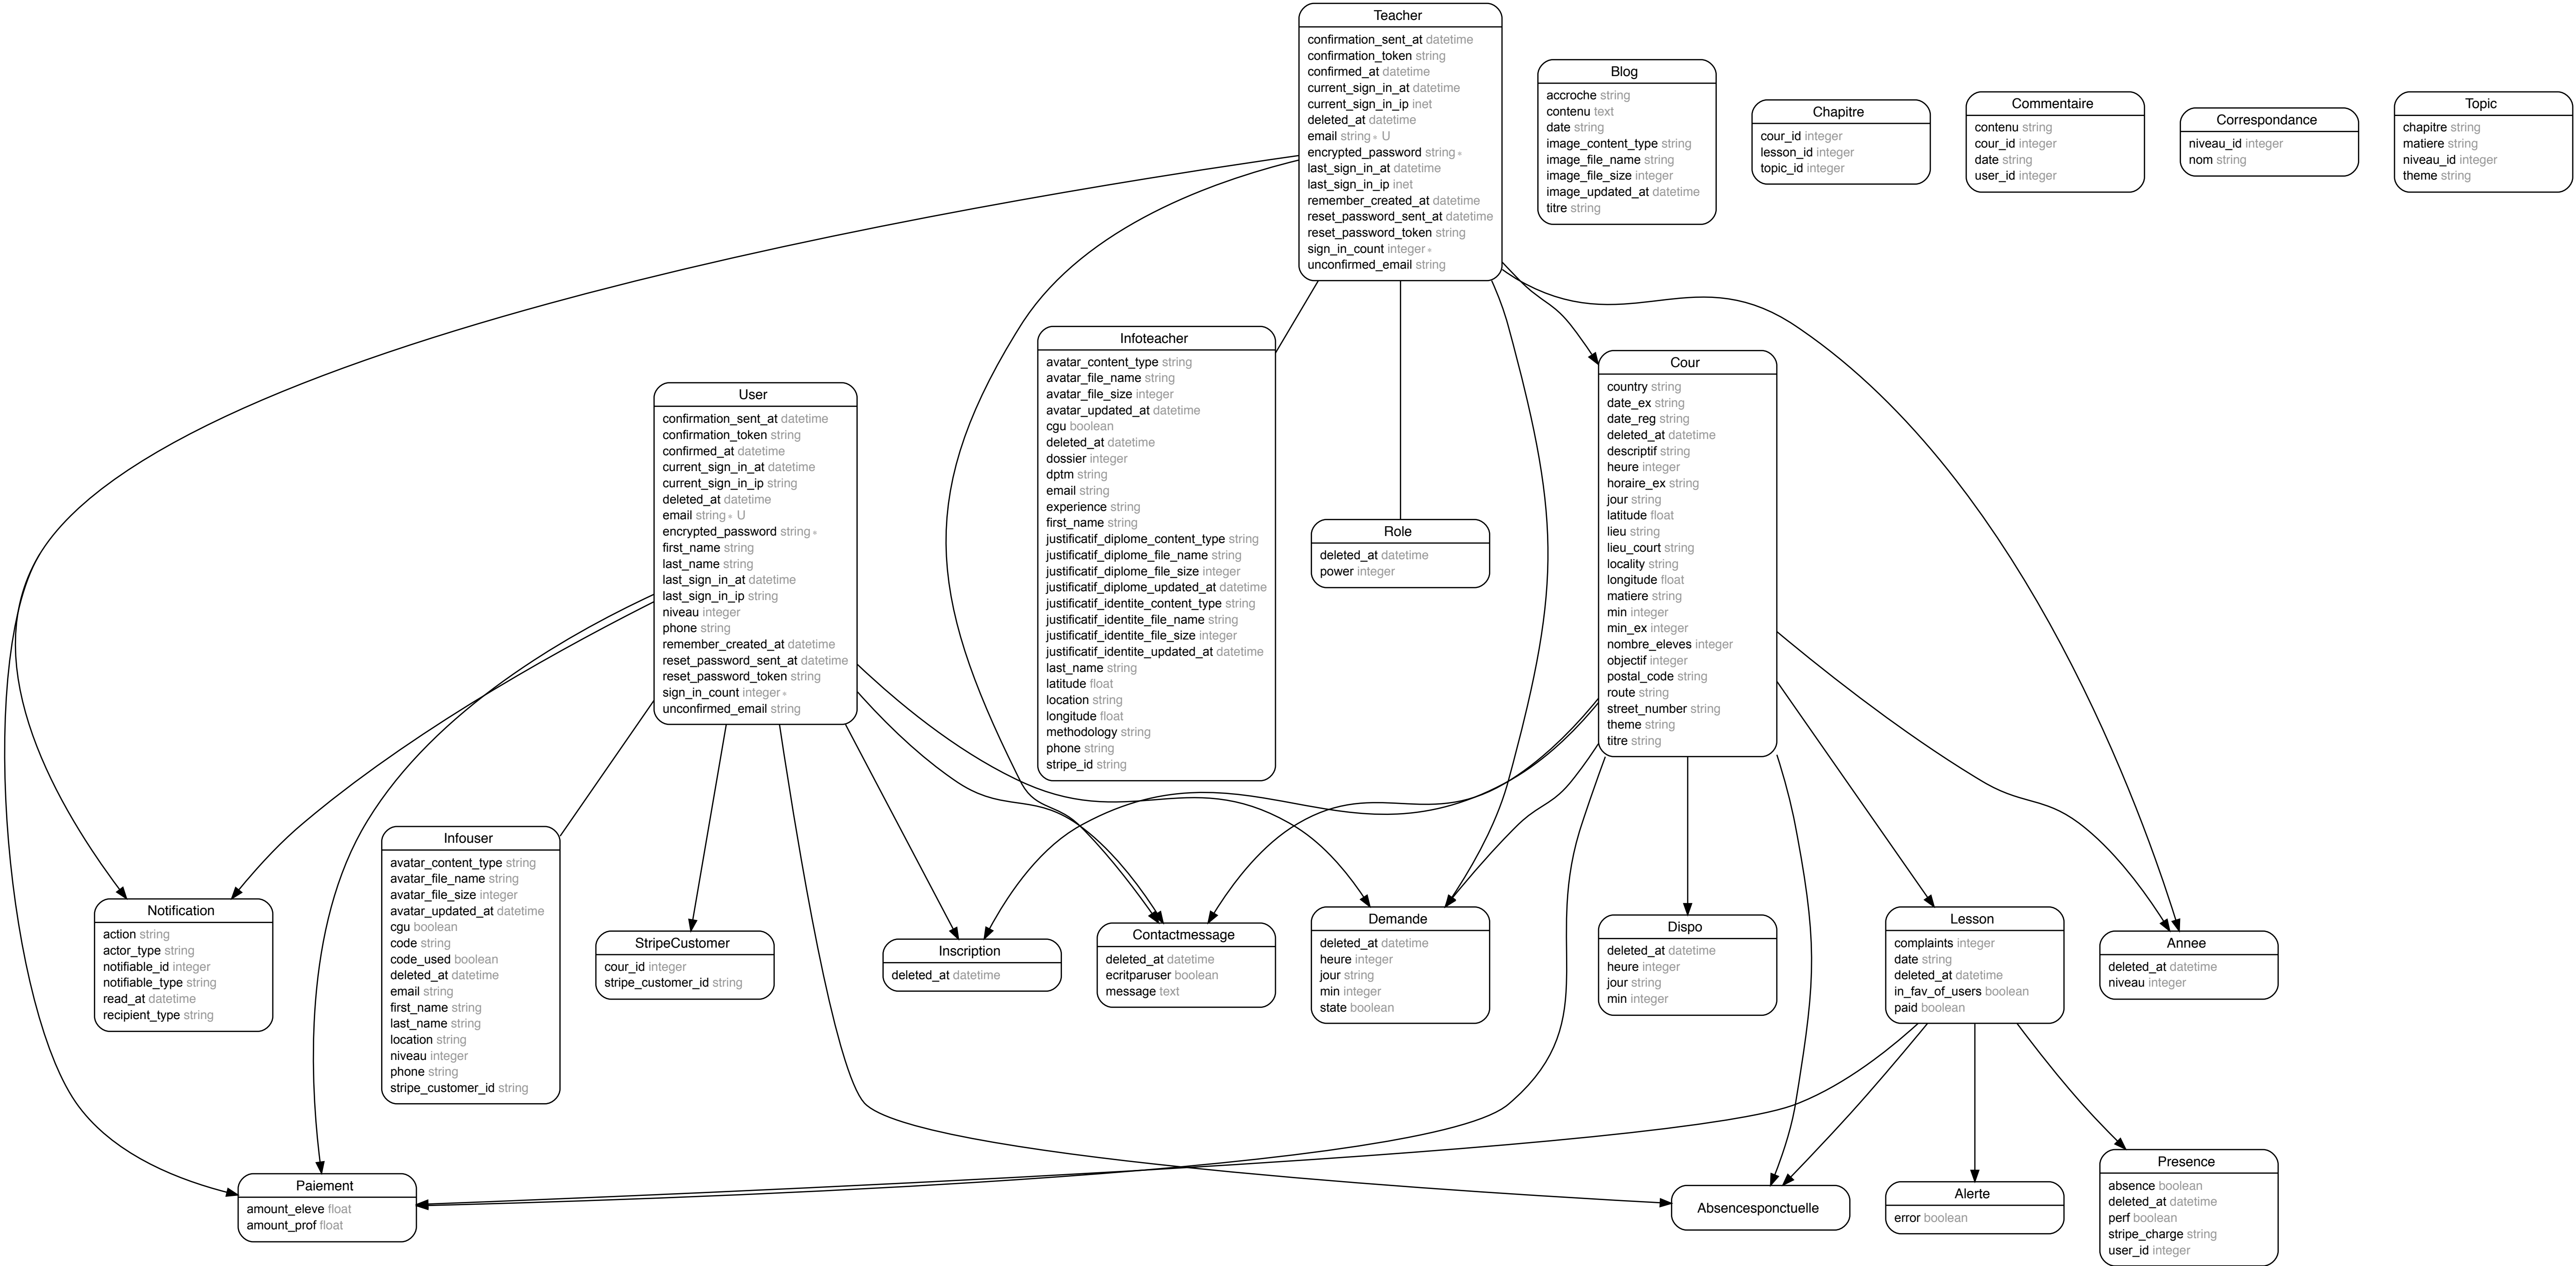 Teacher
confirmation_sent_at datetime
confirmation_token string
confirmed_at datetime
current_sign_in_at datetime
current_sign_in_ip inet
deleted_at datetime
email string∗ U
encrypted_password string∗
last_sign_in_at datetime
last_sign_in_ip inet
remember_created_at datetime
reset_password_sent_at datetime
reset_password_token string
sign_in_count integer∗
unconfirmed_email string
Blog
accroche string
contenu text
date string
image_content_type string
image_file_name string
image_file_size integer
image_updated_at datetime
titre string
Chapitre
cour_id integer
lesson_id integer
topic_id integer
Commentaire
contenu string
cour_id integer
date string
user_id integer
Correspondance
niveau_id integer
nom string
Topic
chapitre string
matiere string
niveau_id integer
theme string
User
confirmation_sent_at datetime
confirmation_token string
confirmed_at datetime
current_sign_in_at datetime
current_sign_in_ip string
deleted_at datetime
email string∗ U
encrypted_password string∗
first_name string
last_name string
last_sign_in_at datetime
last_sign_in_ip string
niveau integer
phone string
remember_created_at datetime
reset_password_sent_at datetime
reset_password_token string
sign_in_count integer∗
unconfirmed_email string
Infoteacher
avatar_content_type string
avatar_file_name string
avatar_file_size integer
avatar_updated_at datetime
cgu boolean
deleted_at datetime
dossier integer
dptm string
email string
experience string
first_name string
justificatif_diplome_content_type string
justificatif_diplome_file_name string
justificatif_diplome_file_size integer
justificatif_diplome_updated_at datetime
justificatif_identite_content_type string
justificatif_identite_file_name string
justificatif_identite_file_size integer
justificatif_identite_updated_at datetime
last_name string
latitude float
location string
longitude float
methodology string
phone string
stripe_id string
Role
deleted_at datetime
power integer
Cour
country string
date_ex string
date_reg string
deleted_at datetime
descriptif string
heure integer
horaire_ex string
jour string
latitude float
lieu string
lieu_court string
locality string
longitude float
matiere string
min integer
min_ex integer
nombre_eleves integer
objectif integer
postal_code string
route string
street_number string
theme string
titre string
Notification
action string
actor_type string
notifiable_id integer
notifiable_type string
read_at datetime
recipient_type string
Infouser
avatar_content_type string
avatar_file_name string
avatar_file_size integer
avatar_updated_at datetime
cgu boolean
code string
code_used boolean
deleted_at datetime
email string
first_name string
last_name string
location string
niveau integer
phone string
stripe_customer_id string
StripeCustomer
cour_id integer
stripe_customer_id string
Inscription
deleted_at datetime
Contactmessage
deleted_at datetime
ecritparuser boolean
message text
Demande
deleted_at datetime
heure integer
jour string
min integer
state boolean
Dispo
deleted_at datetime
heure integer
jour string
min integer
Lesson
complaints integer
date string
deleted_at datetime
in_fav_of_users boolean
paid boolean
Annee
deleted_at datetime
niveau integer
Paiement
amount_eleve float
amount_prof float
Absencesponctuelle
Alerte
error boolean
Presence
absence boolean
deleted_at datetime
perf boolean
stripe_charge string
user_id integer